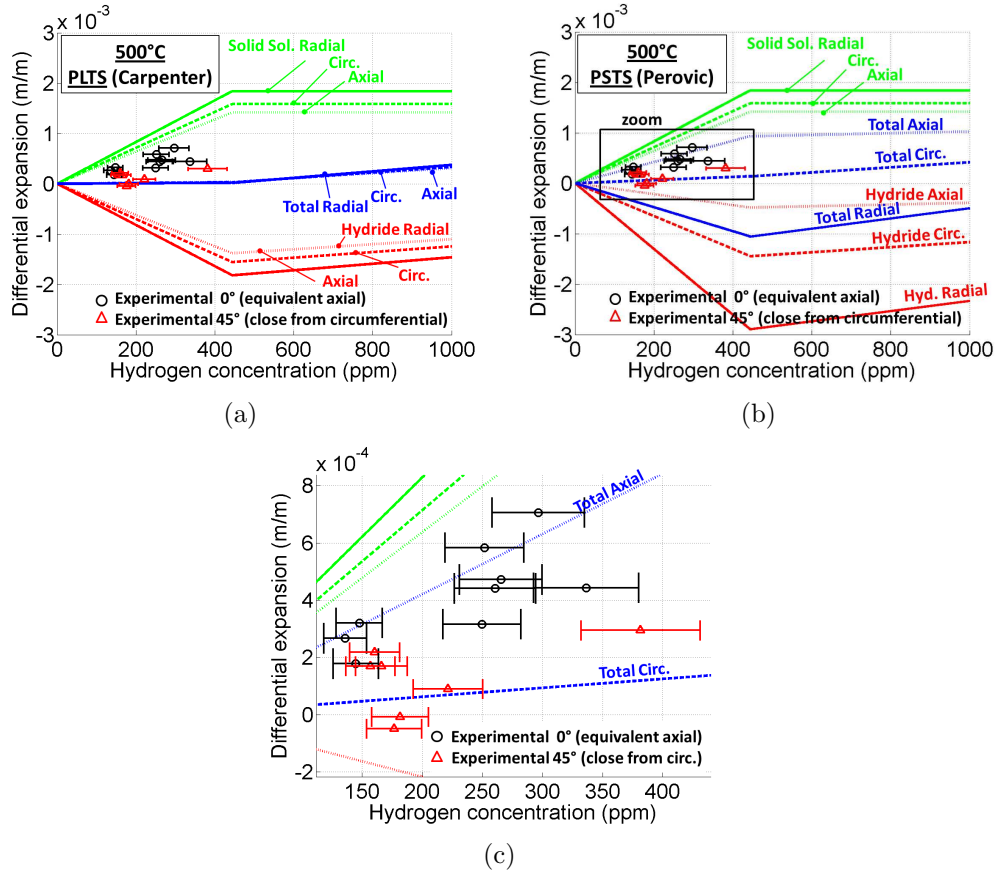 x 10⁻³
3
2
1
0
-1
-2
-3
0 200 400 600 800 1000
Differential expansion (m/m)
Hydrogen concentration (ppm)
500°C
PLTS (Carpenter)
Solid Sol. Radial
Circ.
Axial
Total Radial
Circ.
Axial
Hydride Radial
Axial
Circ.
Experimental 0° (equivalent axial)
Experimental 45° (close from circumferential)
(a)
x 10⁻³
3
2
1
0
-1
-2
-3
0 200 400 600 800 1000
Differential expansion (m/m)
Hydrogen concentration (ppm)
500°C
PSTS (Perovic)
Solid Sol. Radial
Circ.
Axial
zoom
Total Axial
Total Circ.
Hydride Axial
Total Radial
Hydride Circ.
Hyd. Radial
Experimental 0° (equivalent axial)
Experimental 45° (close from circumferential)
(b)
x 10⁻⁴
8
6
4
2
0
-2
150 200 250 300 350 400
Differential expansion (m/m)
Hydrogen concentration (ppm)
Total Axial
Total Circ.
Experimental 0° (equivalent axial)
Experimental 45° (close from circ.)
(c)